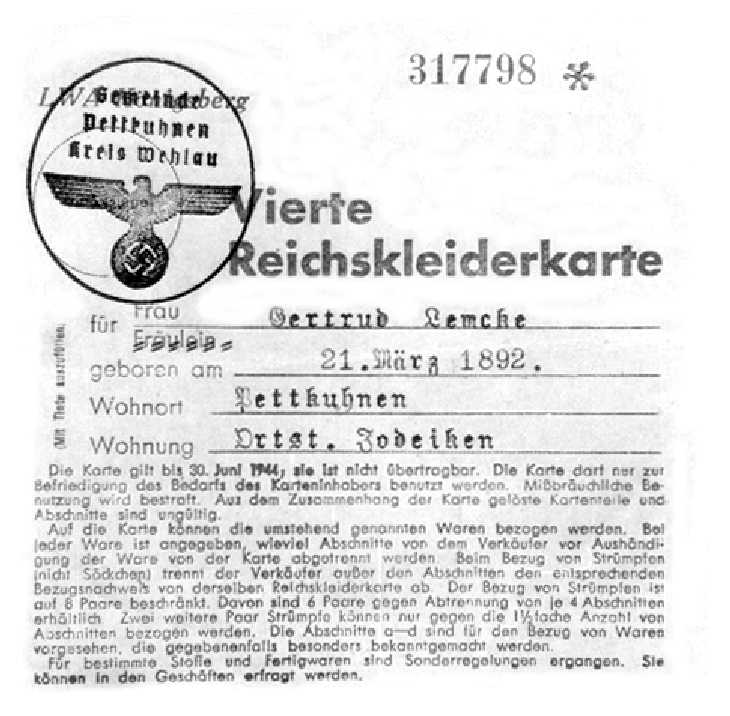 317798
LWA Königsberg
Gemeinde
Pettkuhnen
Kreis Wehlau
Vierte
Reichskleiderkarte
für Frau Gertrud Lemcke
Fräulein
geboren am 21. März 1892.
Wohnort Pettkuhnen
Wohnung Ortst. Zodeiken
(Mit Tinte auszufüllen.
Die Karte gilt bis 30. Juni 1944; sie ist nicht übertragbar. Die Karte darf nur zur
Befriedigung des Bedarfs des Karteninhabers benutzt werden. Mißbräuchliche Be-
nutzung wird bestraft. Aus dem Zusammenhang der Karte gelöste Kartenteile und
Abschnitte sind ungültig.
Auf die Karte können die umstehend genannten Waren bezogen werden. Bei
jeder Ware ist angegeben, wieviel Abschnitte von dem Verkäufer vor Aushändi-
gung der Ware von der Karte abgetrennt werden. Beim Bezug von Strümpfen
(nicht Söckchen) trennt der Verkäufer außer den Abschnitten den entsprechenden
Bezugsnachweis von derselben Reichskleiderkarte ab. Der Bezug von Strümpfen ist
auf 8 Paare beschränkt. Davon sind 6 Paare gegen Abtrennung von je 4 Abschnitten
erhältlich. Zwei weitere Paar Strümpfe können nur gegen die 1½fache Anzahl von
Abschnitten bezogen werden. Die Abschnitte a—d sind für den Bezug von Waren
vorgesehen, die gegebenenfalls besonders bekanntgemacht werden.
Für bestimmte Stoffe und Fertigwaren sind Sonderregelungen ergangen. Sie
können in den Geschäften erfragt werden.